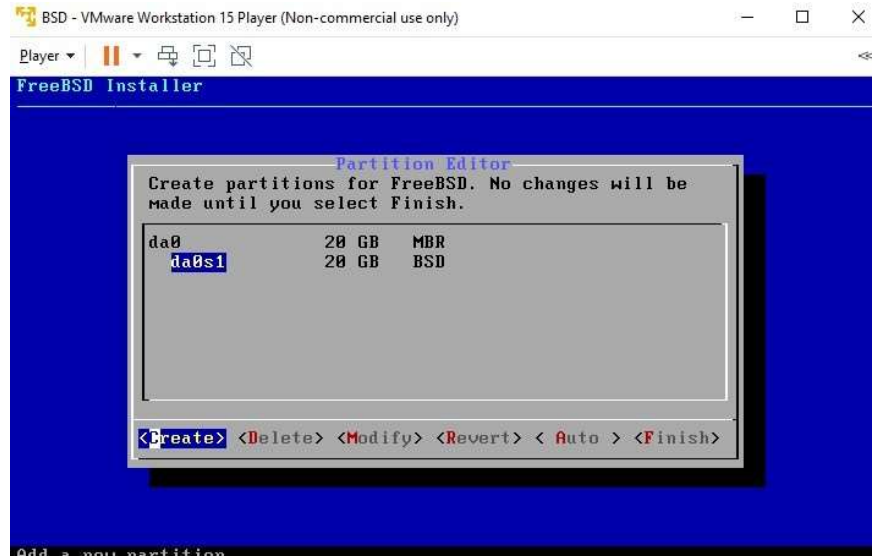 BSD - VMware Workstation 15 Player (Non-commercial use only)
Player
FreeBSD Installer
Partition Editor
Create partitions for FreeBSD. No changes will be
made until you select Finish.
da0 20 GB MBR
da0s1 20 GB BSD
<Create> <Delete> <Modify> <Revert> < Auto > <Finish>
Add a new partition